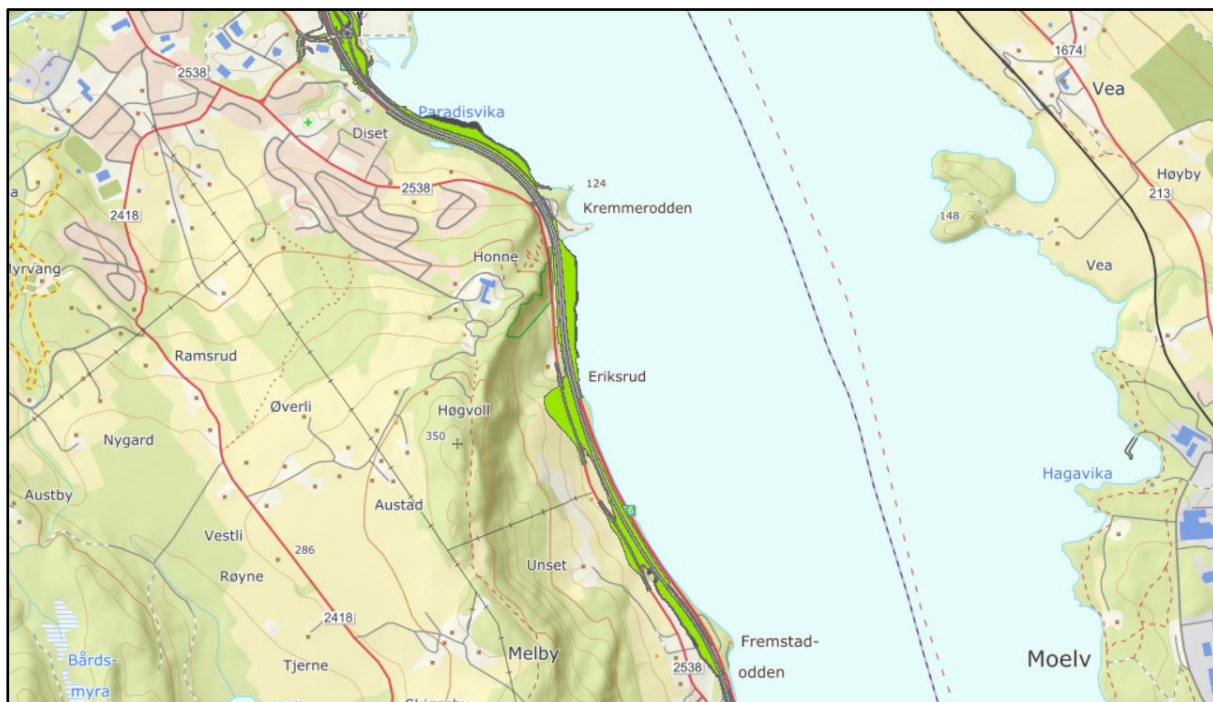 2538
1674
Vea
Paradisvika
Diset
2538
124
Kremmerodden
Høyby
213
2418
148
Honne
Vea
Ramsrud
Eriksrud
Øverli
Høgvoll
350
Nygard
Hagavika
Austby
Austad
Vestli
286
Røyne
Unset
2418
Tjerne
Melby
2538
Fremstad-
odden
Moelv
Bårds-
myra